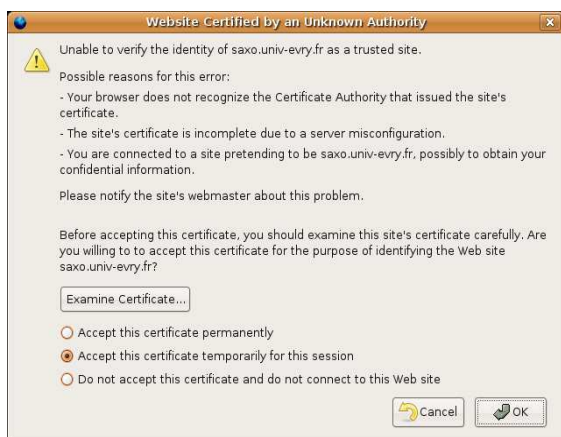 Website Certified by an Unknown Authority
Unable to verify the identity of saxo.univ-evry.fr as a trusted site.
Possible reasons for this error:
- Your browser does not recognize the Certificate Authority that issued the site's
certificate.
- The site's certificate is incomplete due to a server misconfiguration.
- You are connected to a site pretending to be saxo.univ-evry.fr, possibly to obtain your
confidential information.
Please notify the site's webmaster about this problem.
Before accepting this certificate, you should examine this site's certificate carefully. Are
you willing to to accept this certificate for the purpose of identifying the Web site
saxo.univ-evry.fr?
Examine Certificate...
Accept this certificate permanently
Accept this certificate temporarily for this session
Do not accept this certificate and do not connect to this Web site
Cancel
OK